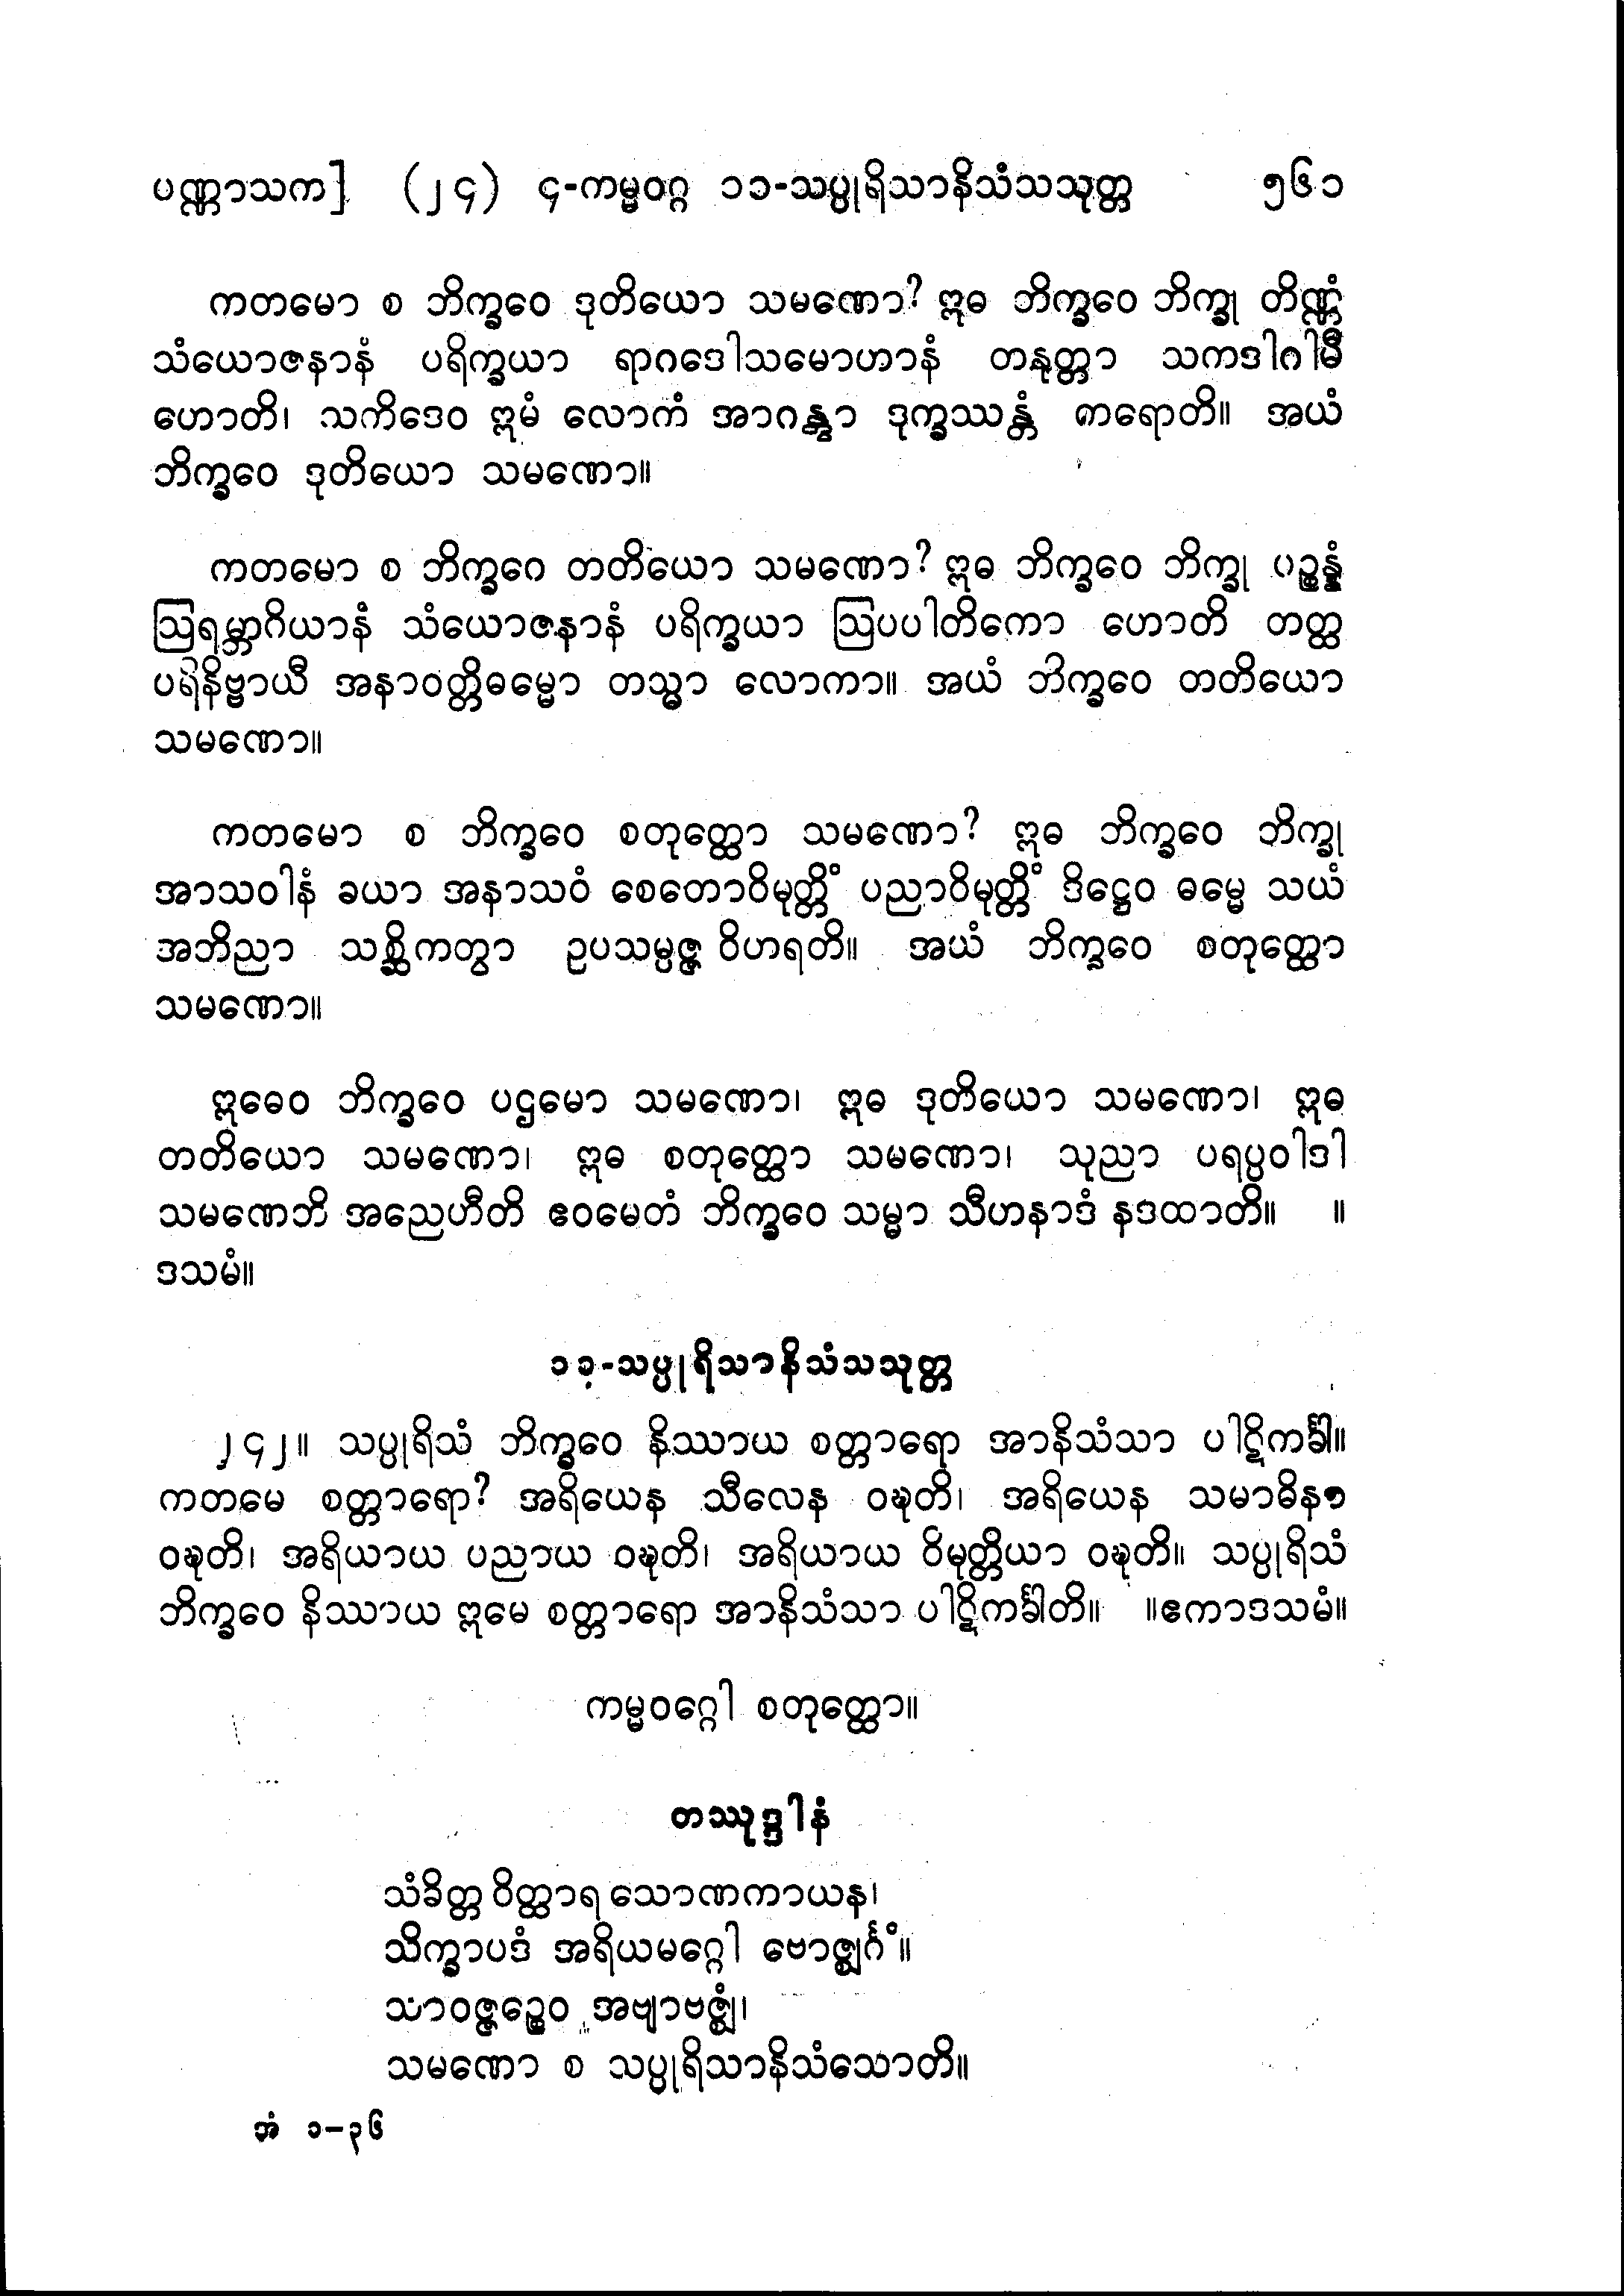 ပဏ္ဏာသက] (၂၄) ၄-ကမ္မဝဂ္ဂ ၁၁-သပ္ပုရိသာနိသံသသုတ္တ ၅၆၁
ကတမော စ ဘိက္ခဝေ ဒုတိယော သမဏော? ဣဓ ဘိက္ခဝေ ဘိက္ခု တိဏ္ဏံ
သံယောဇနာနံ ပရိက္ခယာ ရာဂဒေါသမောဟာနံ တနုတ္တာ သကဒါဂါမီ
ဟောတိ၊ သကိဒေဝ ဣမံ လောကံ အာဂန္တွာ ဒုက္ခဿန္တံ ကရောတိ။ အယံ
ဘိက္ခဝေ ဒုတိယော သမဏော။
ကတမော စ ဘိက္ခဝေ တတိယော သမဏော? ဣဓ ဘိက္ခဝေ ဘိက္ခု ပဉ္စန္နံ
ဩရမ္ဘာဂိယာနံ သံယောဇနာနံ ပရိက္ခယာ ဩပပါတိကော ဟောတိ တတ္ထ
ပရိနိဗ္ဗာယီ အနာဝတ္တိဓမ္မော တသ္မာ လောကာ။ အယံ ဘိက္ခဝေ တတိယော
သမဏော။
ကတမော စ ဘိက္ခဝေ စတုတ္ထော သမဏော? ဣဓ ဘိက္ခဝေ ဘိက္ခု
အာသဝါနံ ခယာ အနာသဝံ စေတောဝိမုတ္တိံ ပညာဝိမုတ္တိံ ဒိဋ္ဌေဝ ဓမ္မေ သယံ
အဘိညာ သစ္ဆိကတွာ ဥပသမ္ပဇ္ဇ ဝိဟရတိ။ အယံ ဘိက္ခဝေ စတုတ္ထော
သမဏော။
ဣဓေဝ ဘိက္ခဝေ ပဌမော သမဏော၊ ဣဓ ဒုတိယော သမဏော၊ ဣဓ
တတိယော သမဏော၊ ဣဓ စတုတ္ထော သမဏော၊ သုညာ ပရပ္ပဝါဒါ
သမဏေဘိ အညေဟီတိ ဧဝမေတံ ဘိက္ခဝေ သမ္မာ သီဟနာဒံ နဒထာတိ။ ။
ဒသမံ။
၁၁-သပ္ပုရိသာနိသံသသုတ္တ
၂၄၂။ သပ္ပုရိသံ ဘိက္ခဝေ နိဿာယ စတ္တာရော အာနိသံသာ ပါဋိကင်္ခါ။
ကတမေ စတ္တာရော? အရိယေန သီလေန ဝဍ္ဎတိ၊ အရိယေန သမာဓိနာ
ဝဍ္ဎတိ၊ အရိယာယ ပညာယ ဝဍ္ဎတိ၊ အရိယာယ ဝိမုတ္တိယာ ဝဍ္ဎတိ။ သပ္ပုရိသံ
ဘိက္ခဝေ နိဿာယ ဣမေ စတ္တာရော အာနိသံသာ ပါဋိကင်္ခါတိ။ ။ဧကာဒသမံ။
ကမ္မဝဂ္ဂေါ စတုတ္ထော။
တဿုဒ္ဒါနံ
သံခိတ္တ ဝိတ္ထာရ သောဏကာယန၊
သိက္ခာပဒံ အရိယမဂ္ဂေါ ဗောဇ္ဈင်္ဂံ။
သာဝဇ္ဇဉ္စေဝ အဗျာဗဇ္ဈံ၊
သမဏော စ သပ္ပုရိသာနိသံသောတိ။
အံ ၁–၃၆